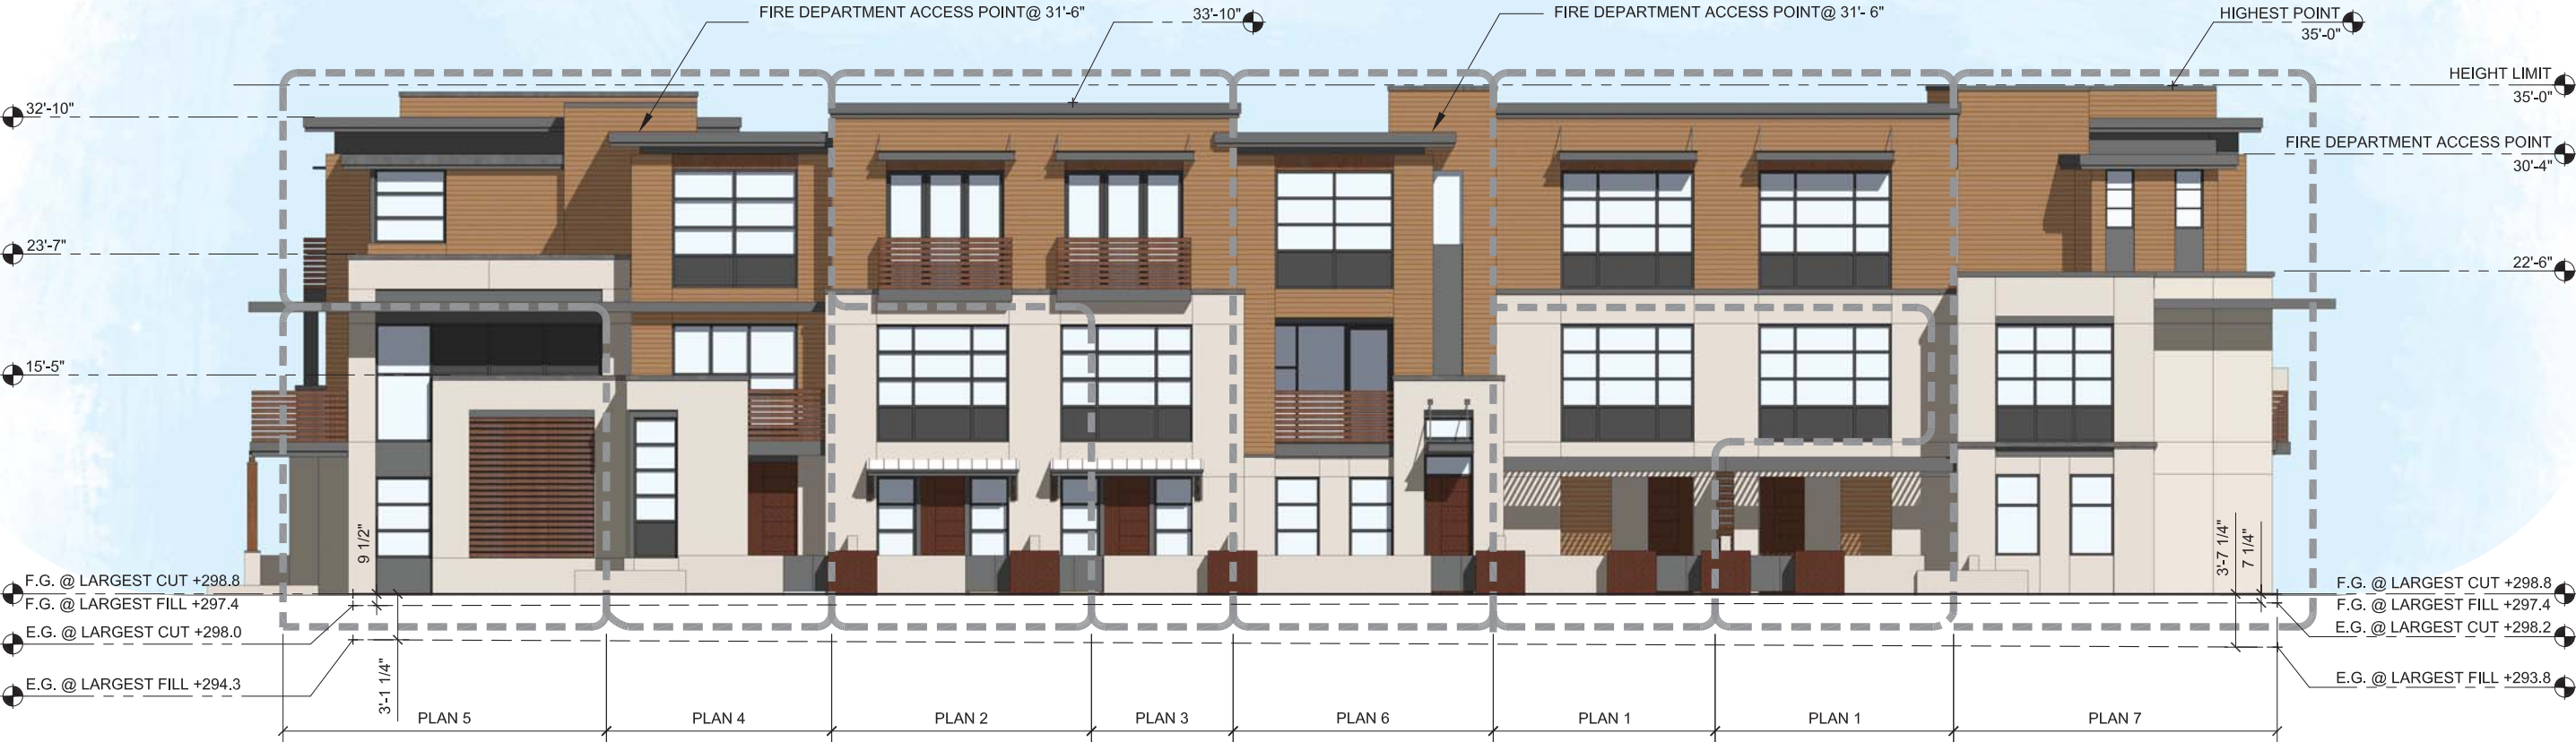 FIRE DEPARTMENT ACCESS POINT@ 31'-6"
33'-10"
FIRE DEPARTMENT ACCESS POINT@ 31'- 6"
HIGHEST POINT
35'-0"
HEIGHT LIMIT
35'-0"
32'-10"
FIRE DEPARTMENT ACCESS POINT
30'-4"
23'-7"
22'-6"
15'-5"
9 1/2"
3'-7 1/4"
7 1/4"
F.G. @ LARGEST CUT +298.8
F.G. @ LARGEST FILL +297.4
E.G. @ LARGEST CUT +298.0
E.G. @ LARGEST FILL +294.3
3'-1 1/4"
F.G. @ LARGEST CUT +298.8
F.G. @ LARGEST FILL +297.4
E.G. @ LARGEST CUT +298.2
E.G. @ LARGEST FILL +293.8
PLAN 5
PLAN 4
PLAN 2
PLAN 3
PLAN 6
PLAN 1
PLAN 1
PLAN 7